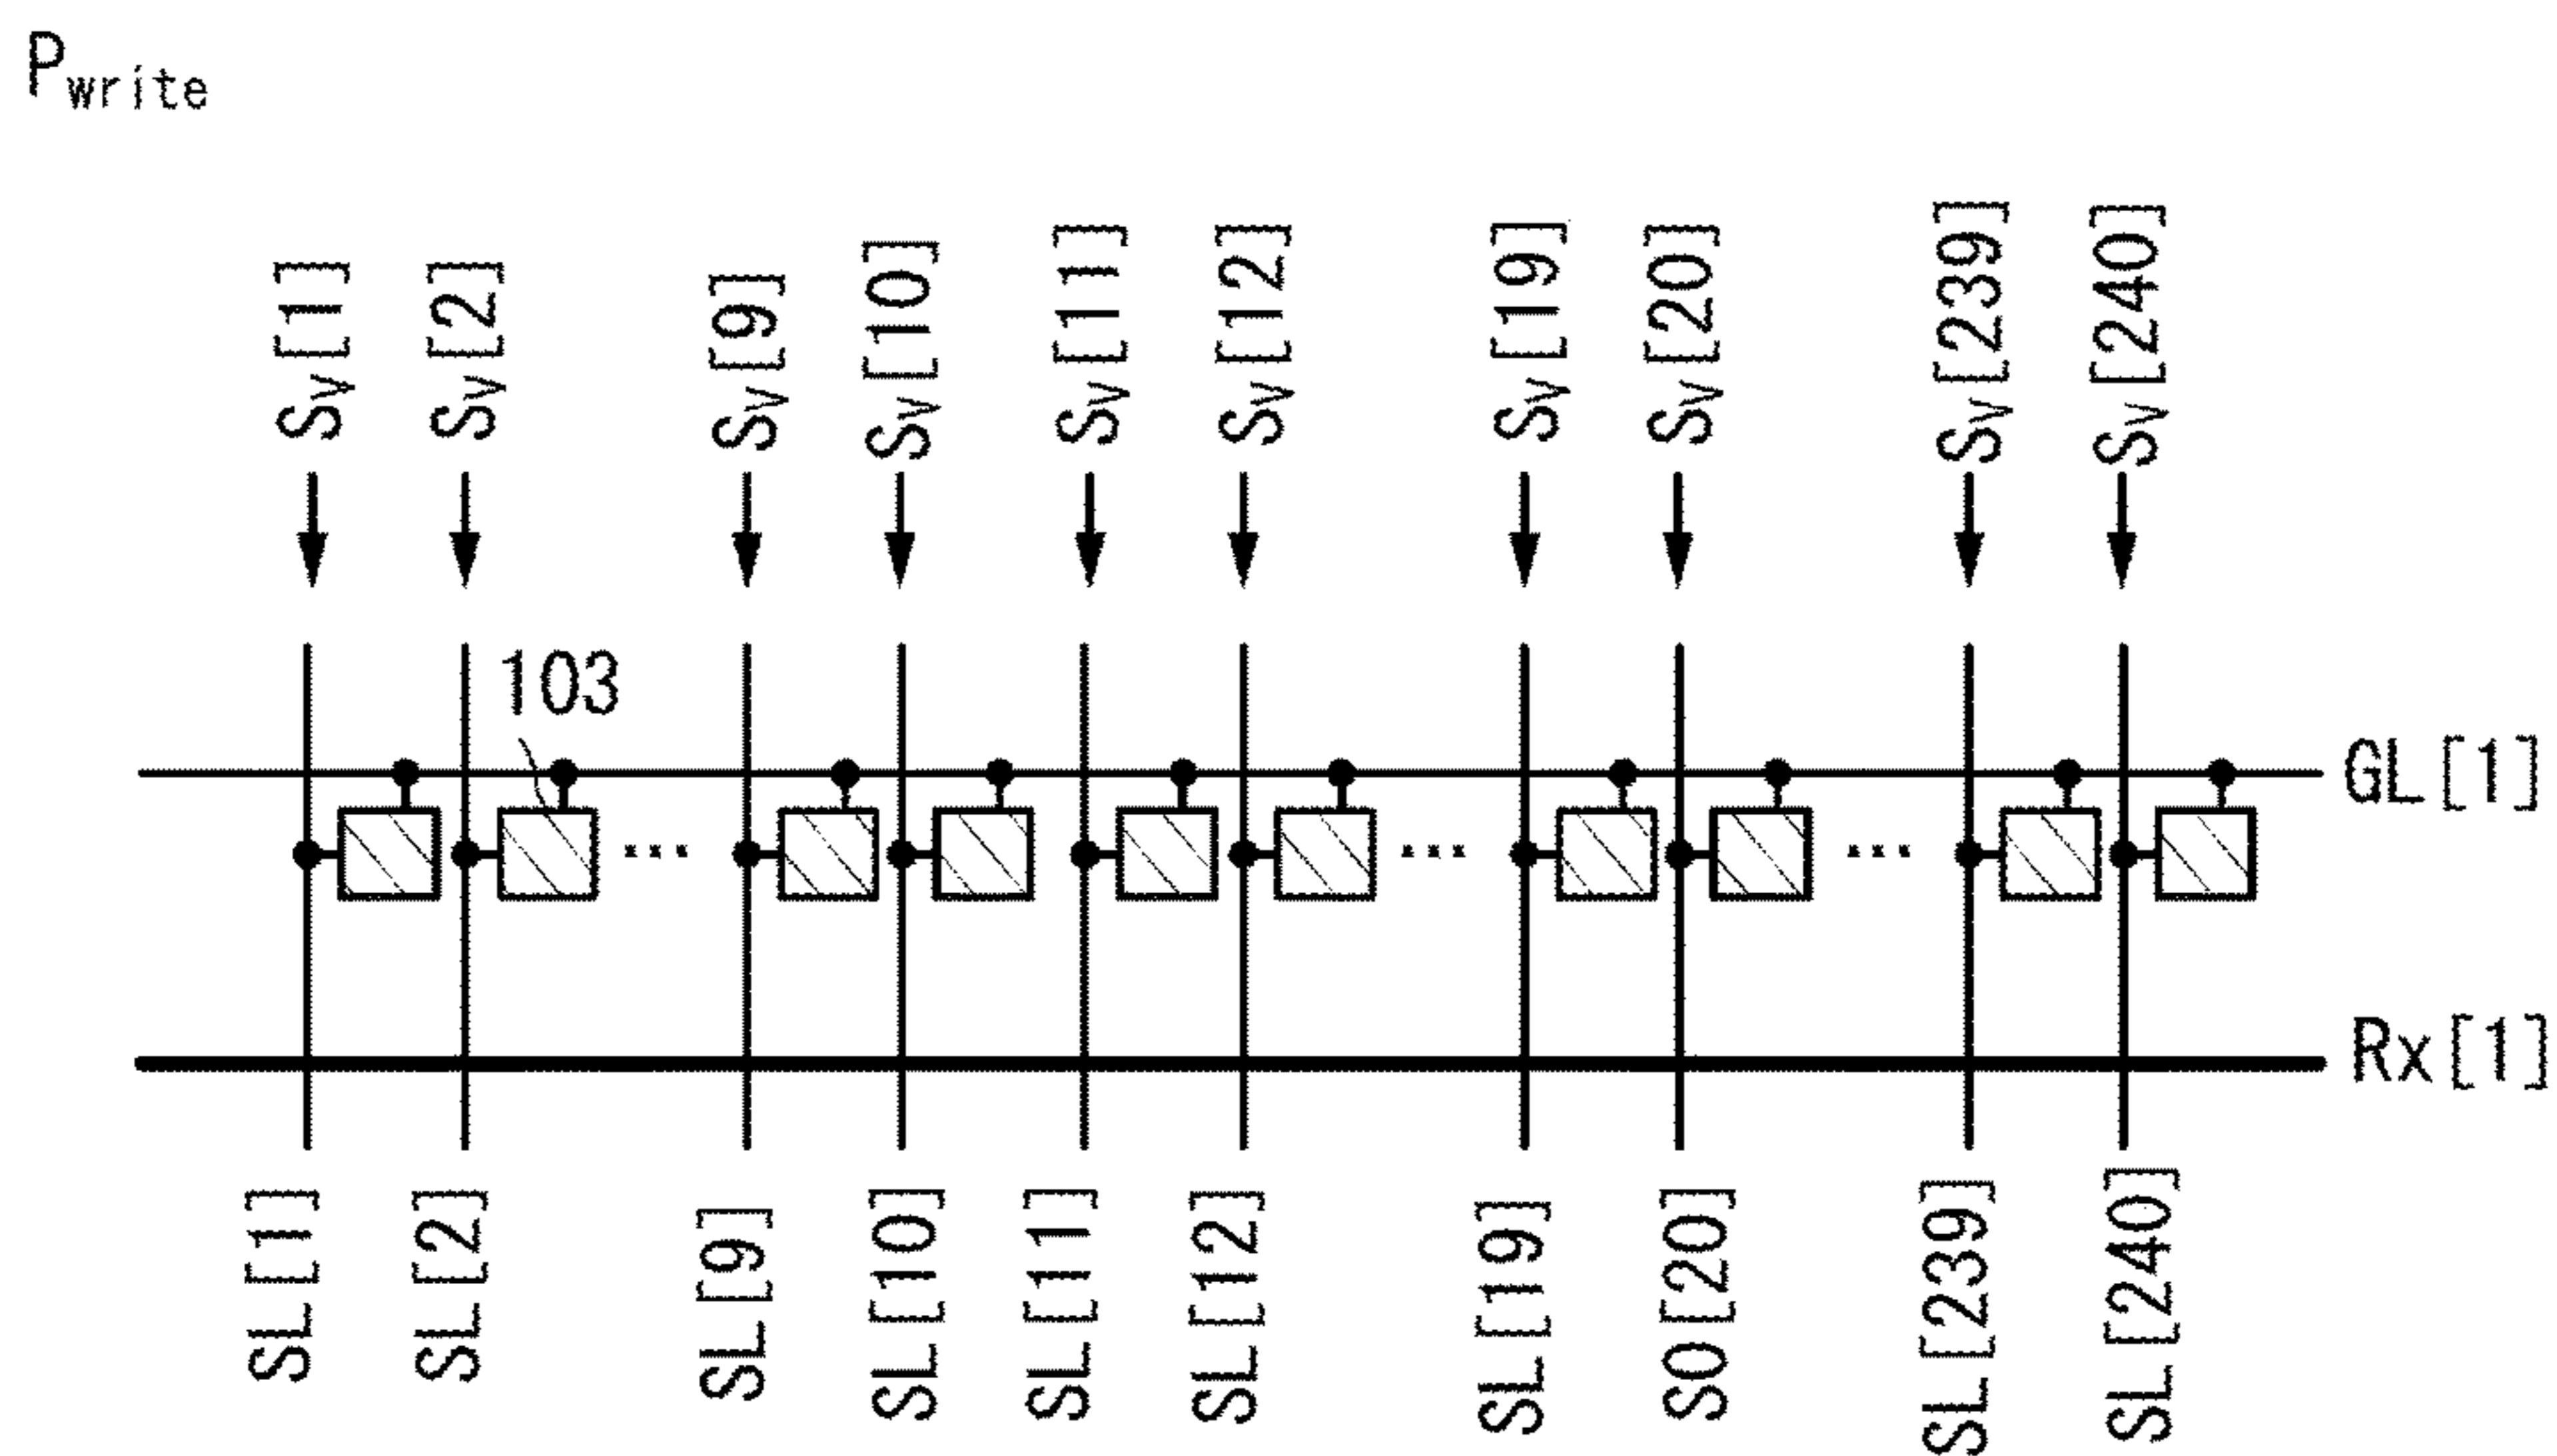 Pwrite
Sv[1]
Sv[2]
Sv[9]
Sv[10]
Sv[11]
Sv[12]
Sv[19]
Sv[20]
Sv[239]
Sv[240]
103
GL[1]
...
...
...
Rx[1]
SL[1]
SL[2]
SL[9]
SL[10]
SL[11]
SL[12]
SL[19]
SO[20]
SL[239]
SL[240]